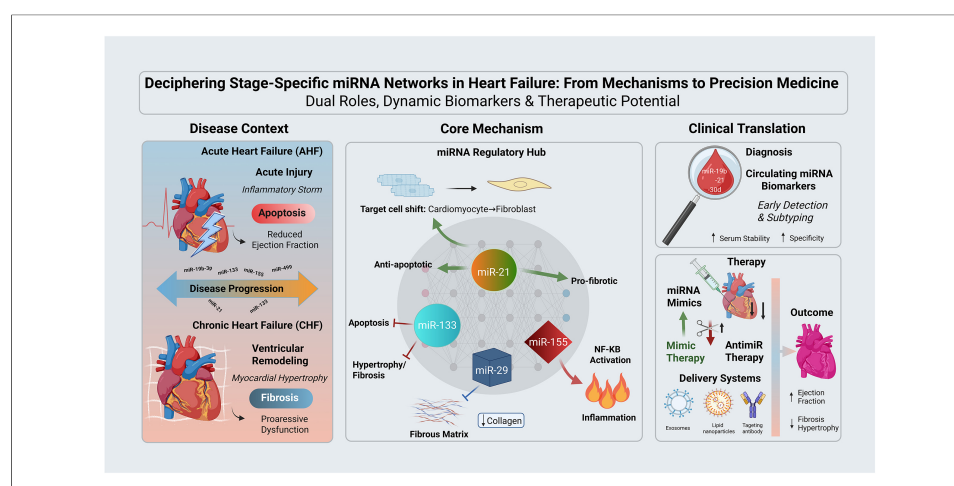 Deciphering Stage-Specific miRNA Networks in Heart Failure: From Mechanisms to Precision Medicine
Dual Roles, Dynamic Biomarkers & Therapeutic Potential
Disease Context
Acute Heart Failure (AHF)
Acute Injury
Inflammatory Storm
Apoptosis
Reduced
Ejection Fraction
miR-19b-39
miR-133
miR-155
miR-499
Disease Progression
miR-21
miR-133
Chronic Heart Failure (CHF)
Ventricular
Remodeling
Myocardial Hypertrophy
Fibrosis
Proaressive
Dysfunction
Core Mechanism
miRNA Regulatory Hub
Target cell shift: Cardiomyocyte→Fibroblast
Anti-apoptotic
miR-21
Pro-fibrotic
Apoptosis
miR-133
miR-155
Hypertrophy/
Fibrosis
miR-29
NF-KB
Activation
↓Collagen
Fibrous Matrix
Inflammation
Clinical Translation
Diagnosis
miR-19b
-21
-30d
Circulating miRNA
Biomarkers
Early Detection
& Subtyping
↑ Serum Stability ↑ Specificity
Therapy
miRNA
Mimics
Mimic
Therapy
AntimiR
Therapy
Outcome
Delivery Systems
Exosomes
Lipid
nanoparticles
Tageting
antibody
↑ Ejection
Fraction
↓ Fibrosis
Hypertrophy